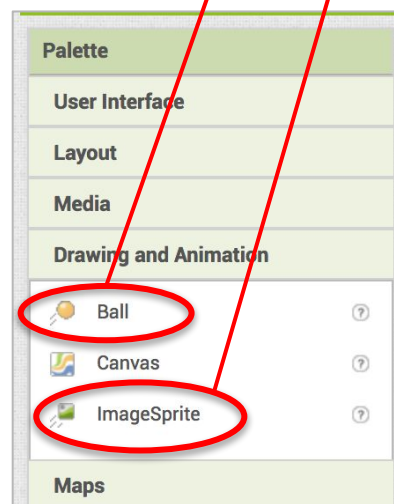 Palette
User Interface
Layout
Media
Drawing and Animation
Ball ?
Canvas ?
ImageSprite ?
Maps